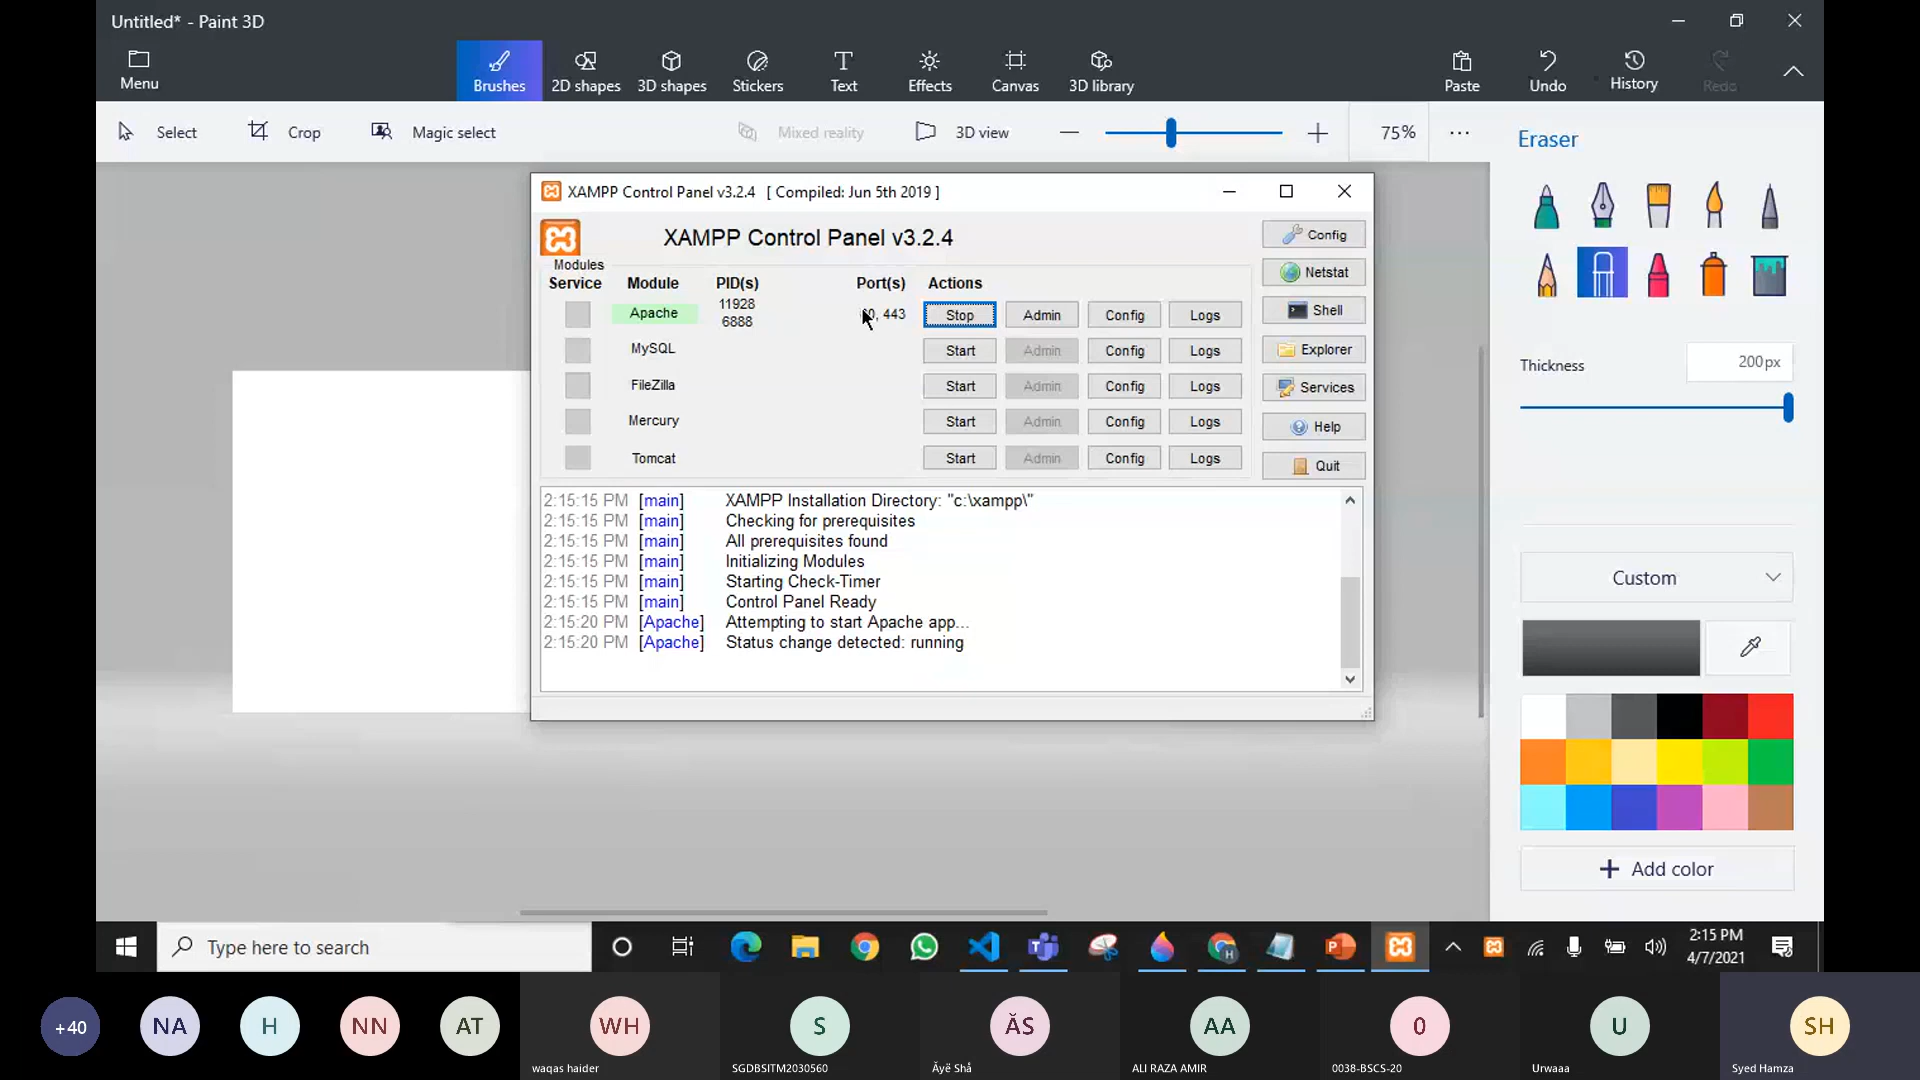 Untitled* - Paint 3D
Menu
Brushes
2D shapes
3D shapes
Stickers
Text
Effects
Canvas
3D library
Paste
Undo
History
Redo
Select
Crop
Magic select
Mixed reality
3D view
75%
Eraser
Thickness
200px
Custom
Add color
XAMPP Control Panel v3.2.4 [ Compiled: Jun 5th 2019 ]
XAMPP Control Panel v3.2.4
Modules
Service Module PID(s) Port(s) Actions
Apache 11928 6888 443 Stop Admin Config Logs
MySQL Start Admin Config Logs
FileZilla Start Admin Config Logs
Mercury Start Admin Config Logs
Tomcat Start Admin Config Logs
Config
Netstat
Shell
Explorer
Services
Help
Quit
2:15:15 PM [main] XAMPP Installation Directory: "c:\xampp\"
2:15:15 PM [main] Checking for prerequisites
2:15:15 PM [main] All prerequisites found
2:15:15 PM [main] Initializing Modules
2:15:15 PM [main] Starting Check-Timer
2:15:15 PM [main] Control Panel Ready
2:15:20 PM [Apache] Attempting to start Apache app...
2:15:20 PM [Apache] Status change detected: running
Type here to search
2:15 PM
4/7/2021
+40
NA
H
NN
AT
WH
waqas haider
S
SGDBSITM2030560
ĂS
Ăyë Shå
AA
ALI RAZA AMIR
0
0038-BSCS-20
U
Urwaaa
SH
Syed Hamza